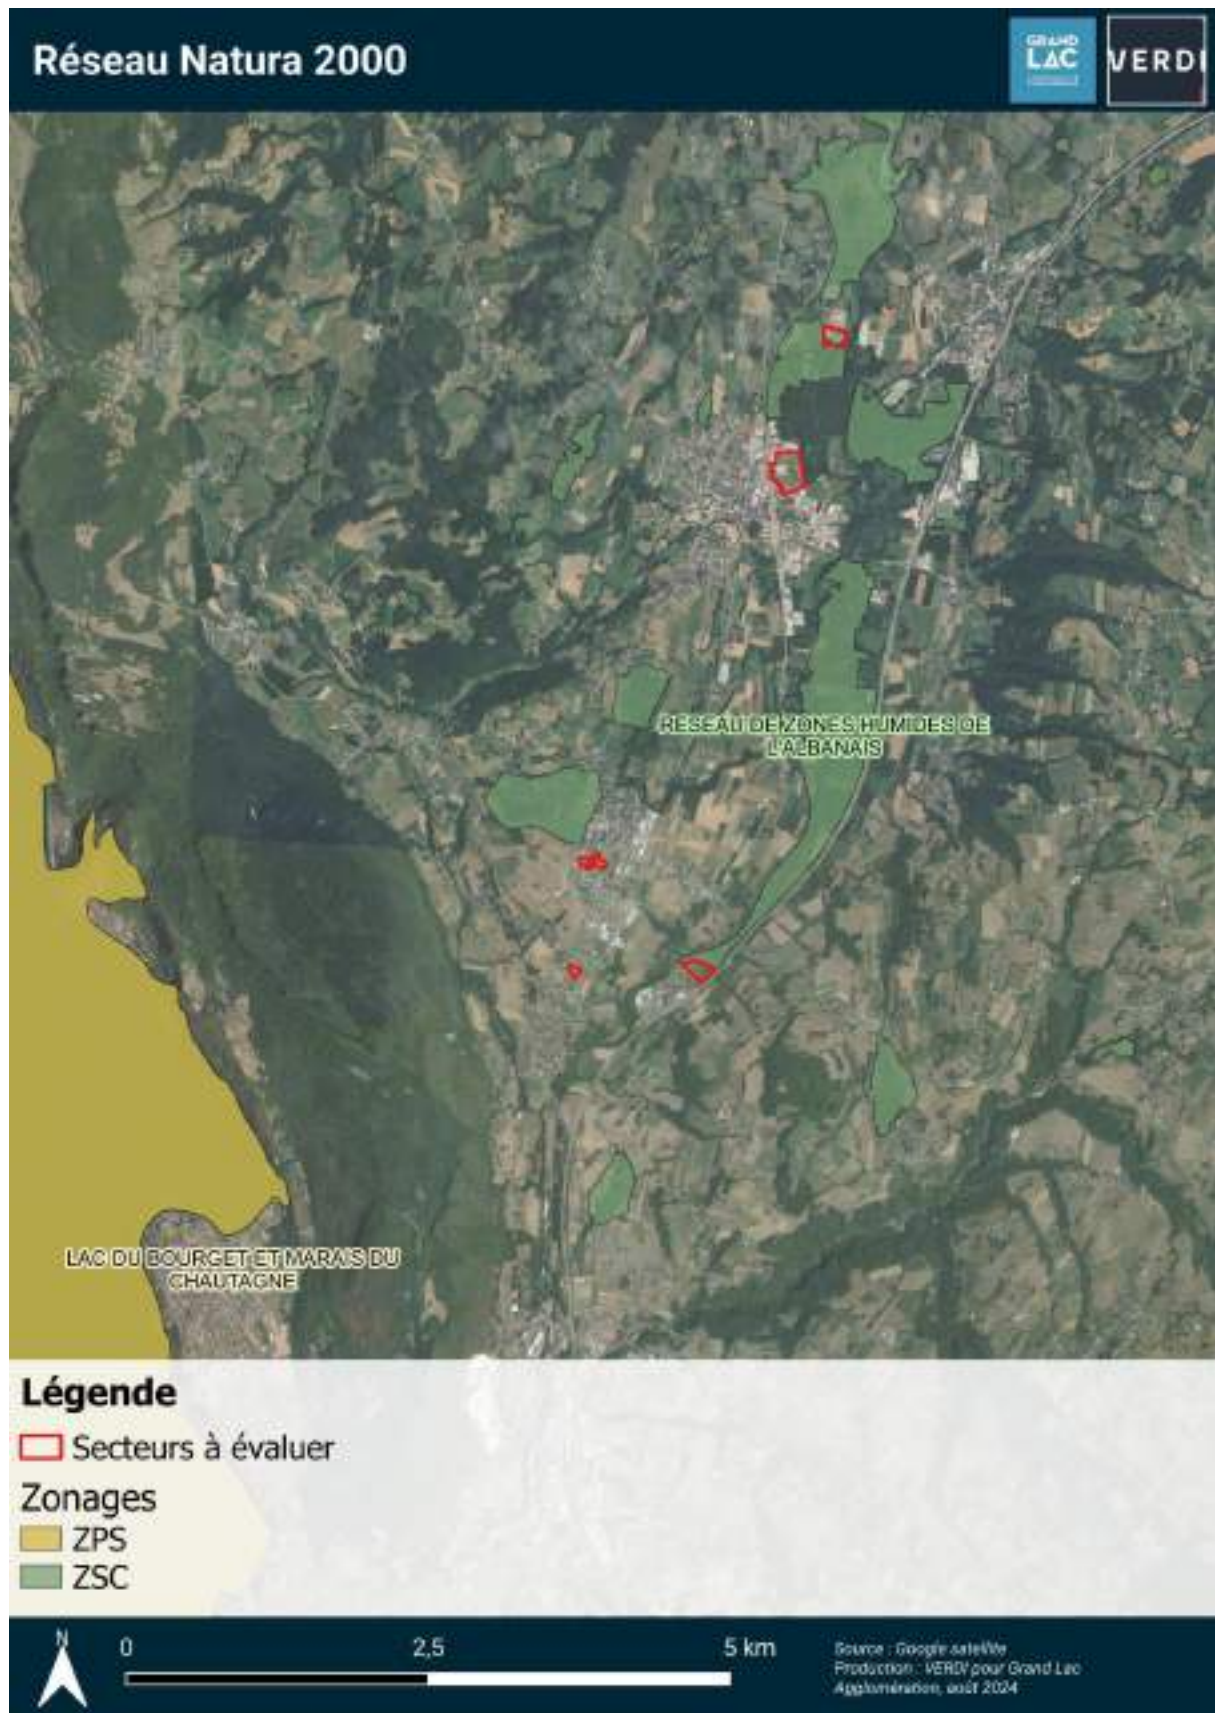 Réseau Natura 2000
GRAND
LAC
VERDI
RESEAU DE ZONES HUMIDES DE
L'ALBANAIS
LAC DU BOURGET ET MARAIS DU
CHAUTAGNE
Légende
Secteurs à évaluer
Zonages
ZPS
ZSC
N
0
2,5
5 km
Source : Google satellite
Production : VERDI pour Grand Lac
Agglomération, août 2024